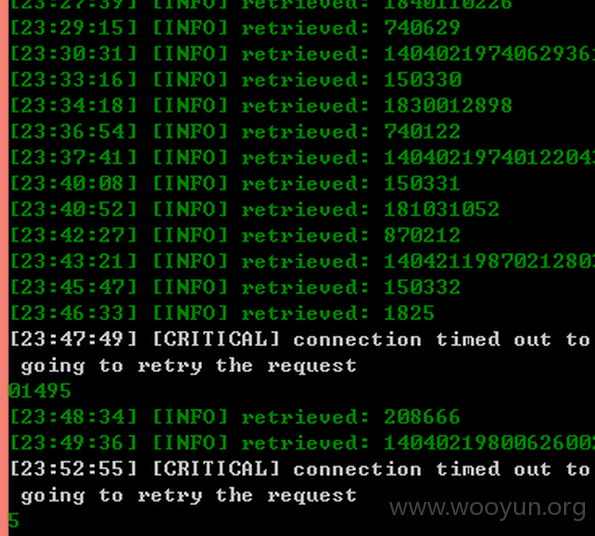 [23:27:39] [INFO] retrieved: 1840110226
[23:29:15] [INFO] retrieved: 740629
[23:30:31] [INFO] retrieved: 14040219740629361
[23:33:16] [INFO] retrieved: 150330
[23:34:18] [INFO] retrieved: 1830012898
[23:36:54] [INFO] retrieved: 740122
[23:37:41] [INFO] retrieved: 14040219740122043
[23:40:08] [INFO] retrieved: 150331
[23:40:52] [INFO] retrieved: 181031052
[23:42:27] [INFO] retrieved: 870212
[23:43:21] [INFO] retrieved: 14042119870212803
[23:45:47] [INFO] retrieved: 150332
[23:46:33] [INFO] retrieved: 1825
[23:47:49] [CRITICAL] connection timed out to
going to retry the request
01495
[23:48:34] [INFO] retrieved: 208666
[23:49:36] [INFO] retrieved: 14040219800626002
[23:52:55] [CRITICAL] connection timed out to
going to retry the request
5
www.wooyun.org